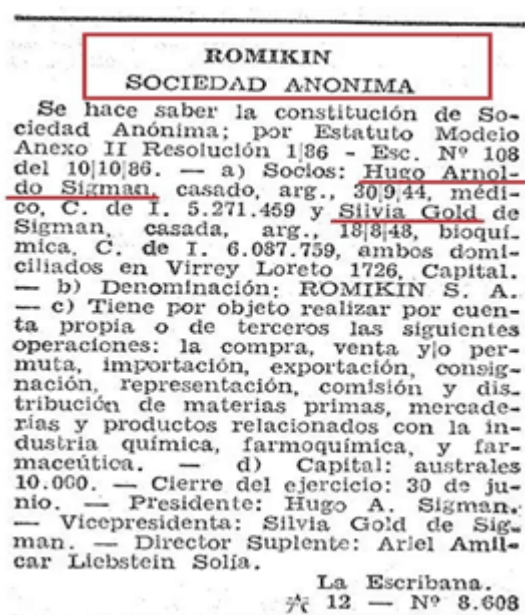 ROMIKIN
SOCIEDAD ANONIMA
Se hace saber la constitución de So-
ciedad Anónima; por Estatuto Modelo
Anexo II Resolución 1|86 - Esc. Nº 108
del 10|10|86. — a) Socios: Hugo Arnol-
do Sigman, casado, arg., 30|9|44, médi-
co, C. de I. 5.271.459 y Silvia Gold de
Sigman, casada, arg., 18|8|48, bioquí-
mica, C. de I. 6.087.759, ambos domi-
ciliados en Virrey Loreto 1726, Capital.
— b) Denominación: ROMIKIN S. A.
— c) Tiene por objeto realizar por cuen-
ta propia o de terceros las siguientes
operaciones: la compra, venta y|o per-
muta, importación, exportación, consig-
nación, representación, comisión y dis-
tribución de materias primas, mercade-
rías y productos relacionados con la in-
dustria química, farmoquímica, y far-
maceútica. — d) Capital: australes
10.000. — Cierre del ejercicio: 30 de ju-
nio. — Presidente: Hugo A. Sigman.
— Vicepresidenta: Silvia Gold de Sig-
man. — Director Suplente: Ariel Amil-
car Liebstein Solía.
La Escribana.
12 — Nº 8.608